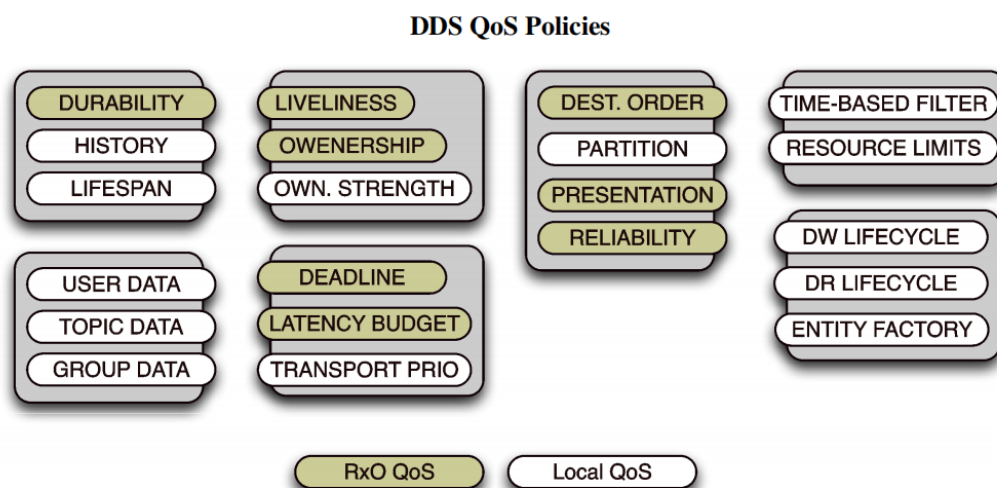 DDS QoS Policies
DURABILITY
HISTORY
LIFESPAN
LIVELINESS
OWENERSHIP
OWN. STRENGTH
DEST. ORDER
PARTITION
PRESENTATION
RELIABILITY
TIME-BASED FILTER
RESOURCE LIMITS
USER DATA
TOPIC DATA
GROUP DATA
DEADLINE
LATENCY BUDGET
TRANSPORT PRIO
DW LIFECYCLE
DR LIFECYCLE
ENTITY FACTORY
RxO QoS
Local QoS